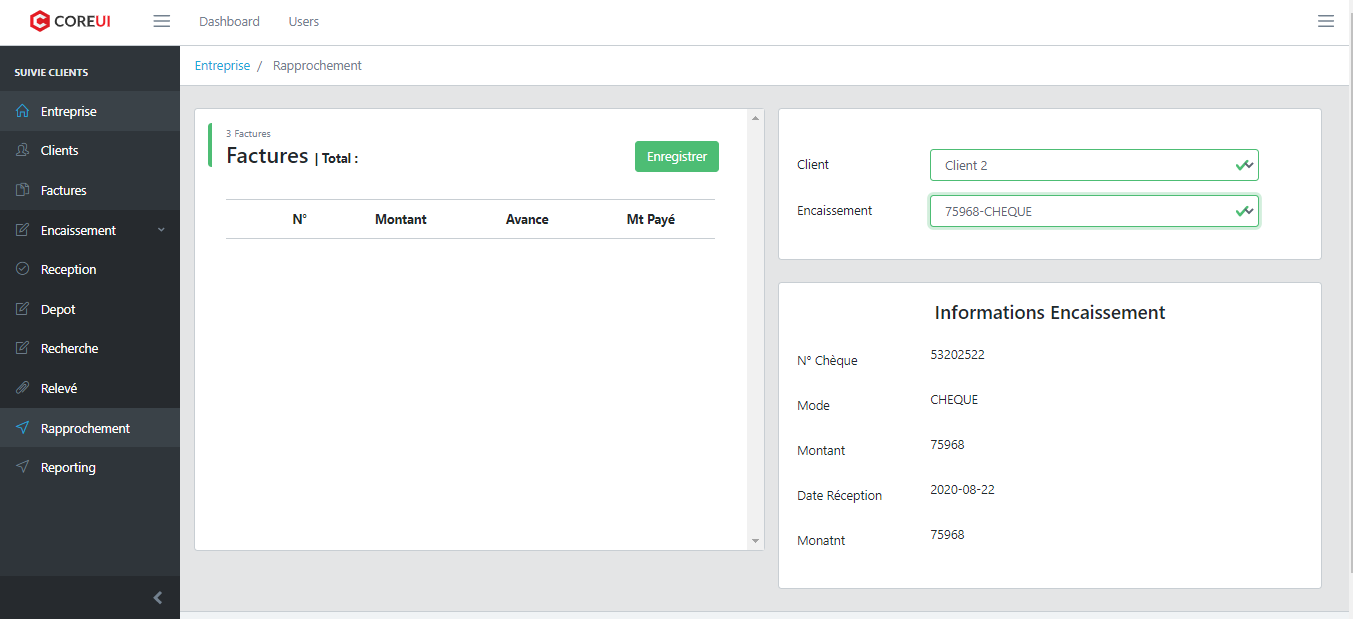 COREUI Dashboard Users
SUIVIE CLIENTS
Entreprise
Clients
Factures
Encaissement
Reception
Depot
Recherche
Relevé
Rapprochement
Reporting
Entreprise / Rapprochement
3 Factures
Factures | Total :
Enregistrer
N° Montant Avance Mt Payé
Client Client 2
Encaissement 75968-CHEQUE
Informations Encaissement
N° Chèque 53202522
Mode CHEQUE
Montant 75968
Date Réception 2020-08-22
Monatnt 75968